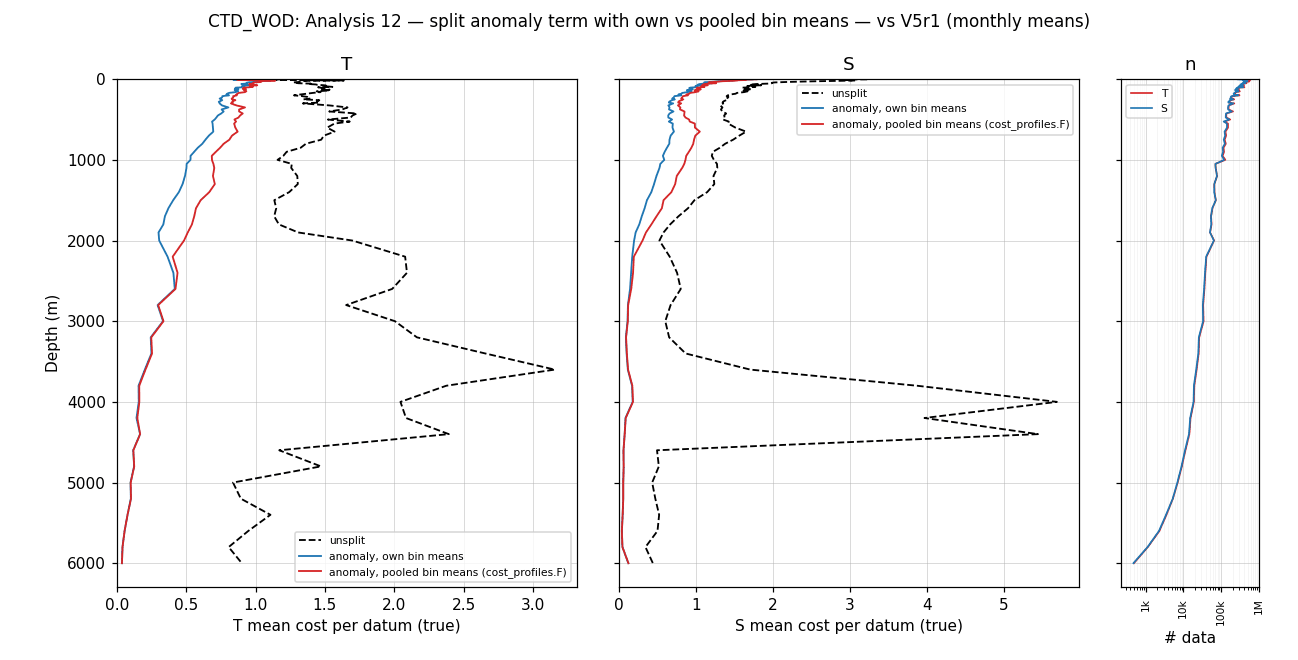 CTD_WOD: Analysis 12 — split anomaly term with own vs pooled bin means — vs V5r1 (monthly means)
T
S
n
0
1000
2000
3000
4000
5000
6000
Depth (m)
unsplit
anomaly, own bin means
anomaly, pooled bin means (cost_profiles.F)
0.0 0.5 1.0 1.5 2.0 2.5 3.0
T mean cost per datum (true)
unsplit
anomaly, own bin means
anomaly, pooled bin means (cost_profiles.F)
0 1 2 3 4 5
S mean cost per datum (true)
T
S
1k 10k 100k 1M
# data